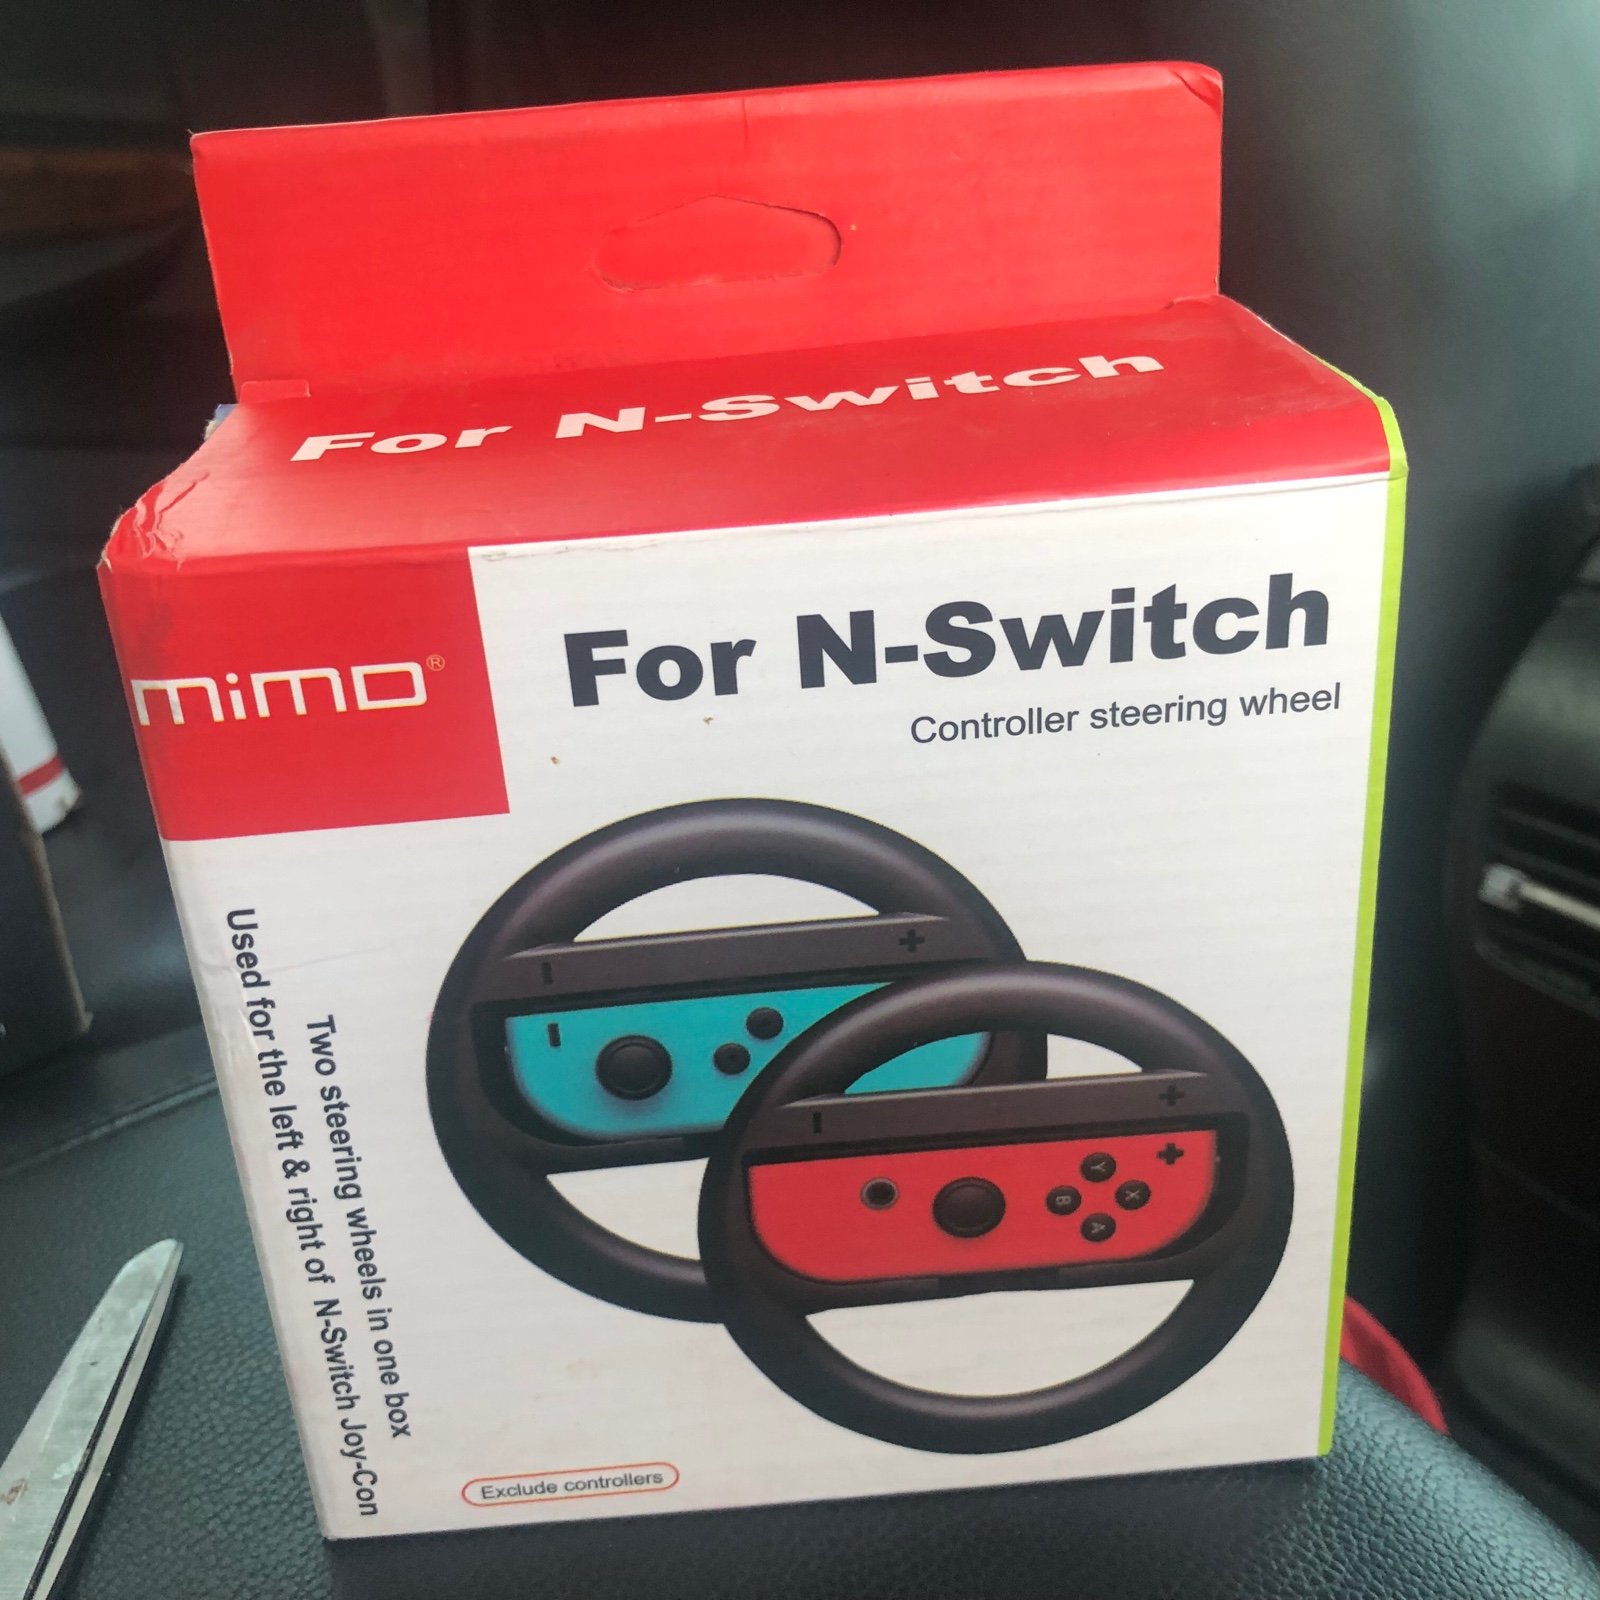 For N-Switch
mimD®
For N-Switch
Controller steering wheel
Two steering wheels in one box
Used for the left & right of N-Switch Joy-Con
+
+
Y
X
B
A
+
Exclude controllers